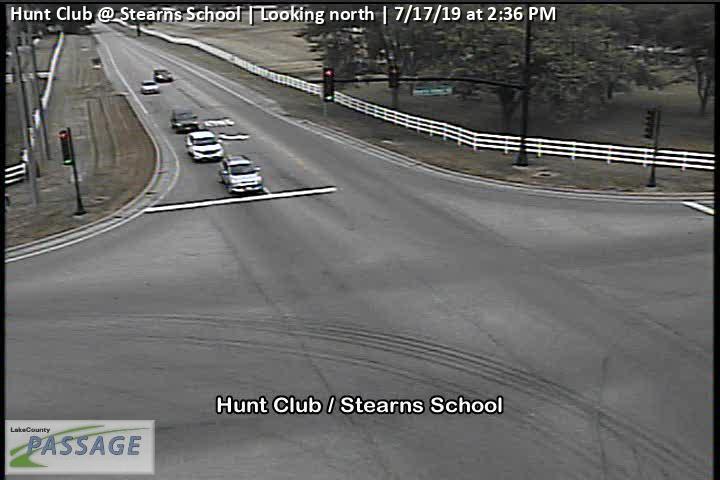 Hunt Club @ Stearns School | Looking north | 7/17/19 at 2:36 PM
Hunt Club / Stearns School
LakeCounty
PASSAGE